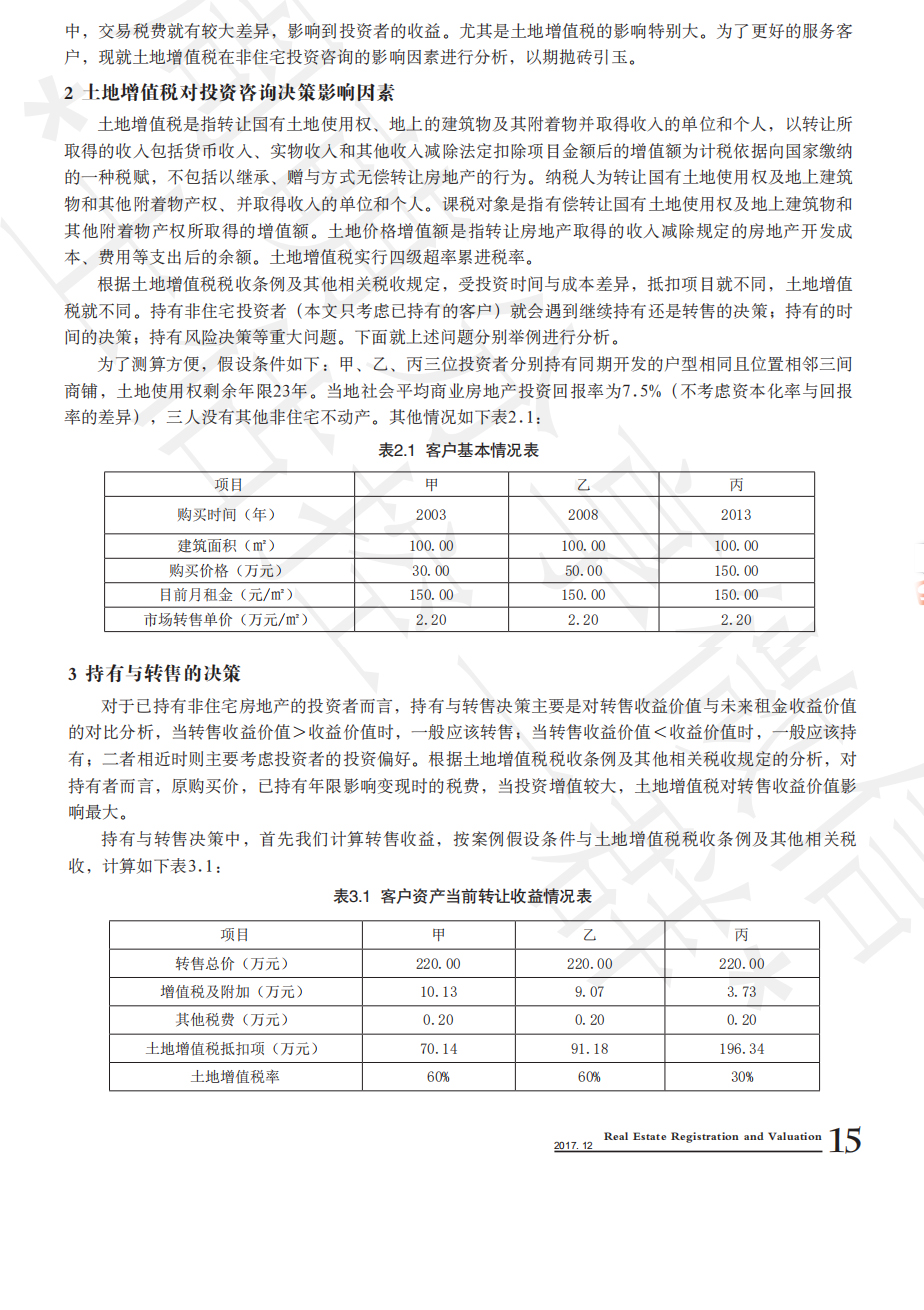 中，交易税费就有较大差异，影响到投资者的收益。尤其是土地增值税的影响特别大。为了更好的服务客
户，现就土地增值税在非住宅投资咨询的影响因素进行分析，以期抛砖引玉。
2 土地增值税对投资咨询决策影响因素
土地增值税是指转让国有土地使用权、地上的建筑物及其附着物并取得收入的单位和个人，以转让所
取得的收入包括货币收入、实物收入和其他收入减除法定扣除项目金额后的增值额为计税依据向国家缴纳
的一种税赋，不包括以继承、赠与方式无偿转让房地产的行为。纳税人为转让国有土地使用权及地上建筑
物和其他附着物产权、并取得收入的单位和个人。课税对象是指有偿转让国有土地使用权及地上建筑物和
其他附着物产权所取得的增值额。土地价格增值额是指转让房地产取得的收入减除规定的房地产开发成
本、费用等支出后的余额。土地增值税实行四级超率累进税率。
根据土地增值税税收条例及其他相关税收规定，受投资时间与成本差异，抵扣项目就不同，土地增值
税就不同。持有非住宅投资者（本文只考虑已持有的客户）就会遇到继续持有还是转售的决策；持有的时
间的决策；持有风险决策等重大问题。下面就上述问题分别举例进行分析。
为了测算方便，假设条件如下：甲、乙、丙三位投资者分别持有同期开发的户型相同且位置相邻三间
商铺，土地使用权剩余年限23年。当地社会平均商业房地产投资回报率为7.5%（不考虑资本化率与回报
率的差异），三人没有其他非住宅不动产。其他情况如下表2.1：
表2.1 客户基本情况表
项目 甲 乙 丙
购买时间（年） 2003 2008 2013
建筑面积（㎡） 100.00 100.00 100.00
购买价格（万元） 30.00 50.00 150.00
目前月租金（元/㎡） 150.00 150.00 150.00
市场转售单价（万元/㎡） 2.20 2.20 2.20
3 持有与转售的决策
对于已持有非住宅房地产的投资者而言，持有与转售决策主要是对转售收益价值与未来租金收益价值
的对比分析，当转售收益价值＞收益价值时，一般应该转售；当转售收益价值＜收益价值时，一般应该持
有；二者相近时则主要考虑投资者的投资偏好。根据土地增值税税收条例及其他相关税收规定的分析，对
持有者而言，原购买价，已持有年限影响变现时的税费，当投资增值较大，土地增值税对转售收益价值影
响最大。
持有与转售决策中，首先我们计算转售收益，按案例假设条件与土地增值税税收条例及其他相关税
收，计算如下表3.1：
表3.1 客户资产当前转让收益情况表
项目 甲 乙 丙
转售总价（万元） 220.00 220.00 220.00
增值税及附加（万元） 10.13 9.07 3.73
其他税费（万元） 0.20 0.20 0.20
土地增值税抵扣项（万元） 70.14 91.18 196.34
土地增值税率 60% 60% 30%
2017.12 Real Estate Registration and Valuation 15